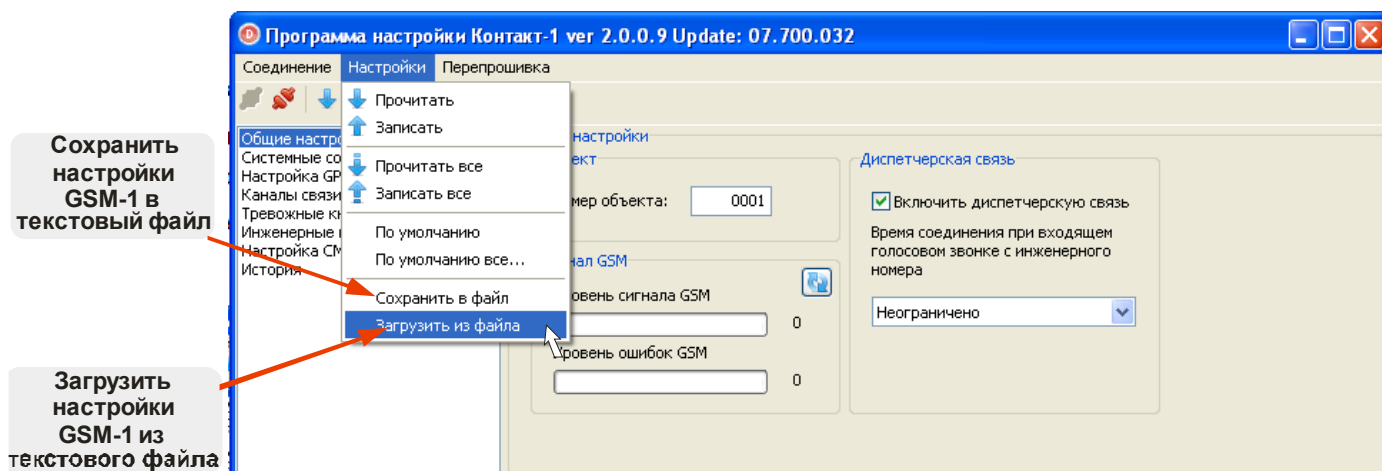 Программа настройки Контакт-1 ver 2.0.0.9 Update: 07.700.032
Соединение Настройки Перепрошивка
Прочитать
Записать
Прочитать все
Записать все
По умолчанию
По умолчанию все...
Сохранить в файл
Загрузить из файла
Общие
Системные
Настройка
Каналы связи
Тревожные
Инженерные
Настройка
История
настройки
объекта:
0001
GSM
сигнала GSM
0
Уровень ошибок GSM
0
Диспетчерская связь
Включить диспетчерскую связь
Время соединения при входящем
голосовом звонке с инженерного
номера
Неограничено
Сохранить
настройки
GSM-1 в
текстовый файл
Загрузить
настройки
GSM-1 из
текстового файла